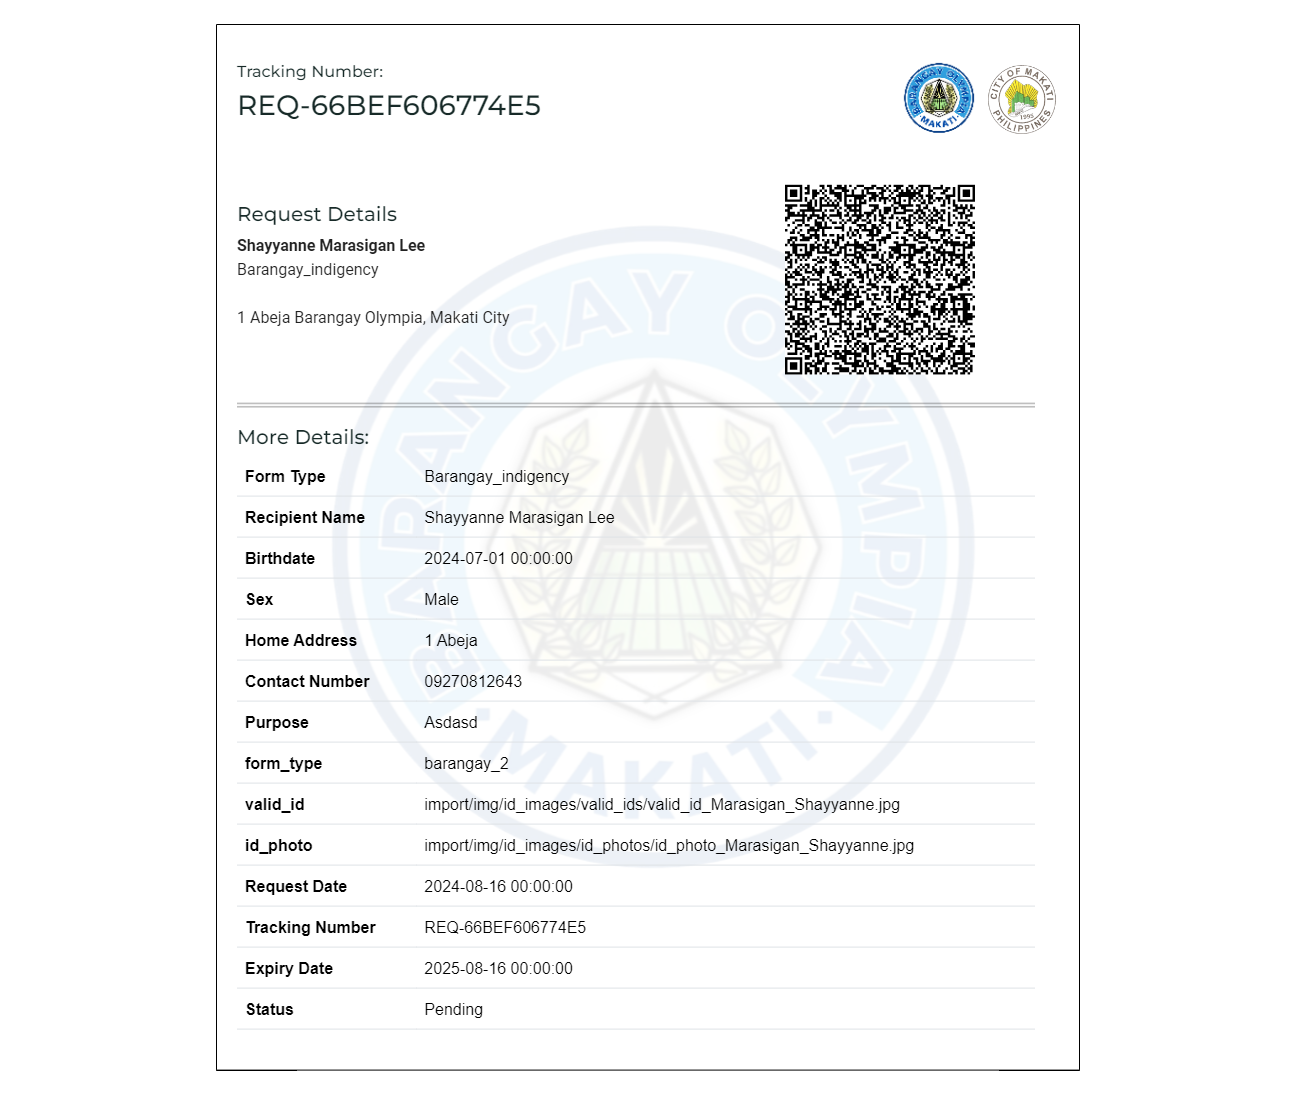 Tracking Number:
REQ-66BEF606774E5
BARANGAY OLYMPIA
MAKATI
CITY OF MAKATI
1995
PHILIPPINES
Request Details
Shayyanne Marasigan Lee
Barangay_indigency
1 Abeja Barangay Olympia, Makati City
BARANGAY OLYMPIA
MAKATI
More Details:
Form Type Barangay_indigency
Recipient Name Shayyanne Marasigan Lee
Birthdate 2024-07-01 00:00:00
Sex Male
Home Address 1 Abeja
Contact Number 09270812643
Purpose Asdasd
form_type barangay_2
valid_id import/img/id_images/valid_ids/valid_id_Marasigan_Shayyanne.jpg
id_photo import/img/id_images/id_photos/id_photo_Marasigan_Shayyanne.jpg
Request Date 2024-08-16 00:00:00
Tracking Number REQ-66BEF606774E5
Expiry Date 2025-08-16 00:00:00
Status Pending